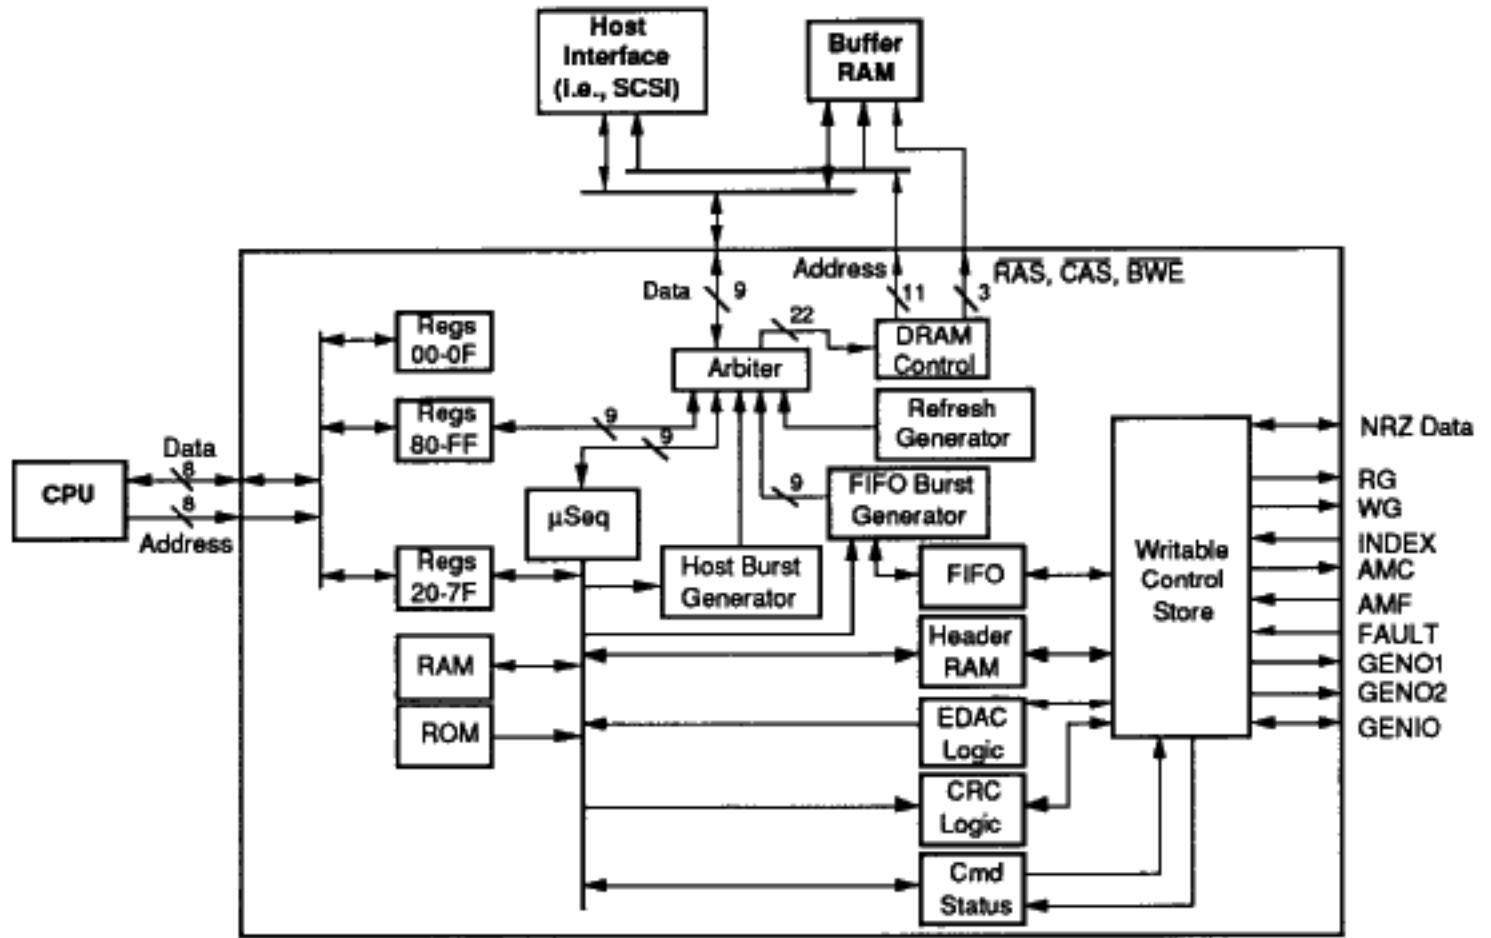 Host
Interface
(i.e., SCSI)
Buffer
RAM
Address
RAS, CAS, BWE
Data
9
11
3
22
Regs
00-0F
DRAM
Control
Arbiter
Regs
80-FF
9
9
Refresh
Generator
NRZ Data
Data
8
CPU
8
Address
µSeq
9
FIFO Burst
Generator
RG
WG
INDEX
AMC
AMF
FAULT
GENO1
GENO2
GENIO
Writable
Control
Store
Regs
20-7F
Host Burst
Generator
FIFO
RAM
Header
RAM
ROM
EDAC
Logic
CRC
Logic
Cmd
Status